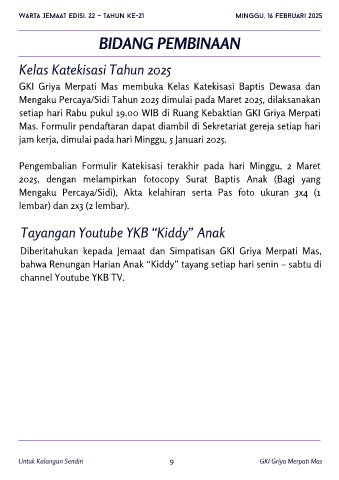 WARTA JEMAAT EDISI. 22 – TAHUN KE-21 MINGGU, 16 FEBRUARI 2025
BIDANG PEMBINAAN
Kelas Katekisasi Tahun 2025
GKI Griya Merpati Mas membuka Kelas Katekisasi Baptis Dewasa dan
Mengaku Percaya/Sidi Tahun 2025 dimulai pada Maret 2025, dilaksanakan
setiap hari Rabu pukul 19.00 WIB di Ruang Kebaktian GKI Griya Merpati
Mas. Formulir pendaftaran dapat diambil di Sekretariat gereja setiap hari
jam kerja, dimulai pada hari Minggu, 5 Januari 2025.
Pengembalian Formulir Katekisasi terakhir pada hari Minggu, 2 Maret
2025, dengan melampirkan fotocopy Surat Baptis Anak (Bagi yang
Mengaku Percaya/Sidi), Akta kelahiran serta Pas foto ukuran 3x4 (1
lembar) dan 2x3 (2 lembar).
Tayangan Youtube YKB “Kiddy” Anak
Diberitahukan kepada Jemaat dan Simpatisan GKI Griya Merpati Mas,
bahwa Renungan Harian Anak “Kiddy” tayang setiap hari senin – sabtu di
channel Youtube YKB TV.
Untuk Kalangan Sendiri 9 GKI Griya Merpati Mas